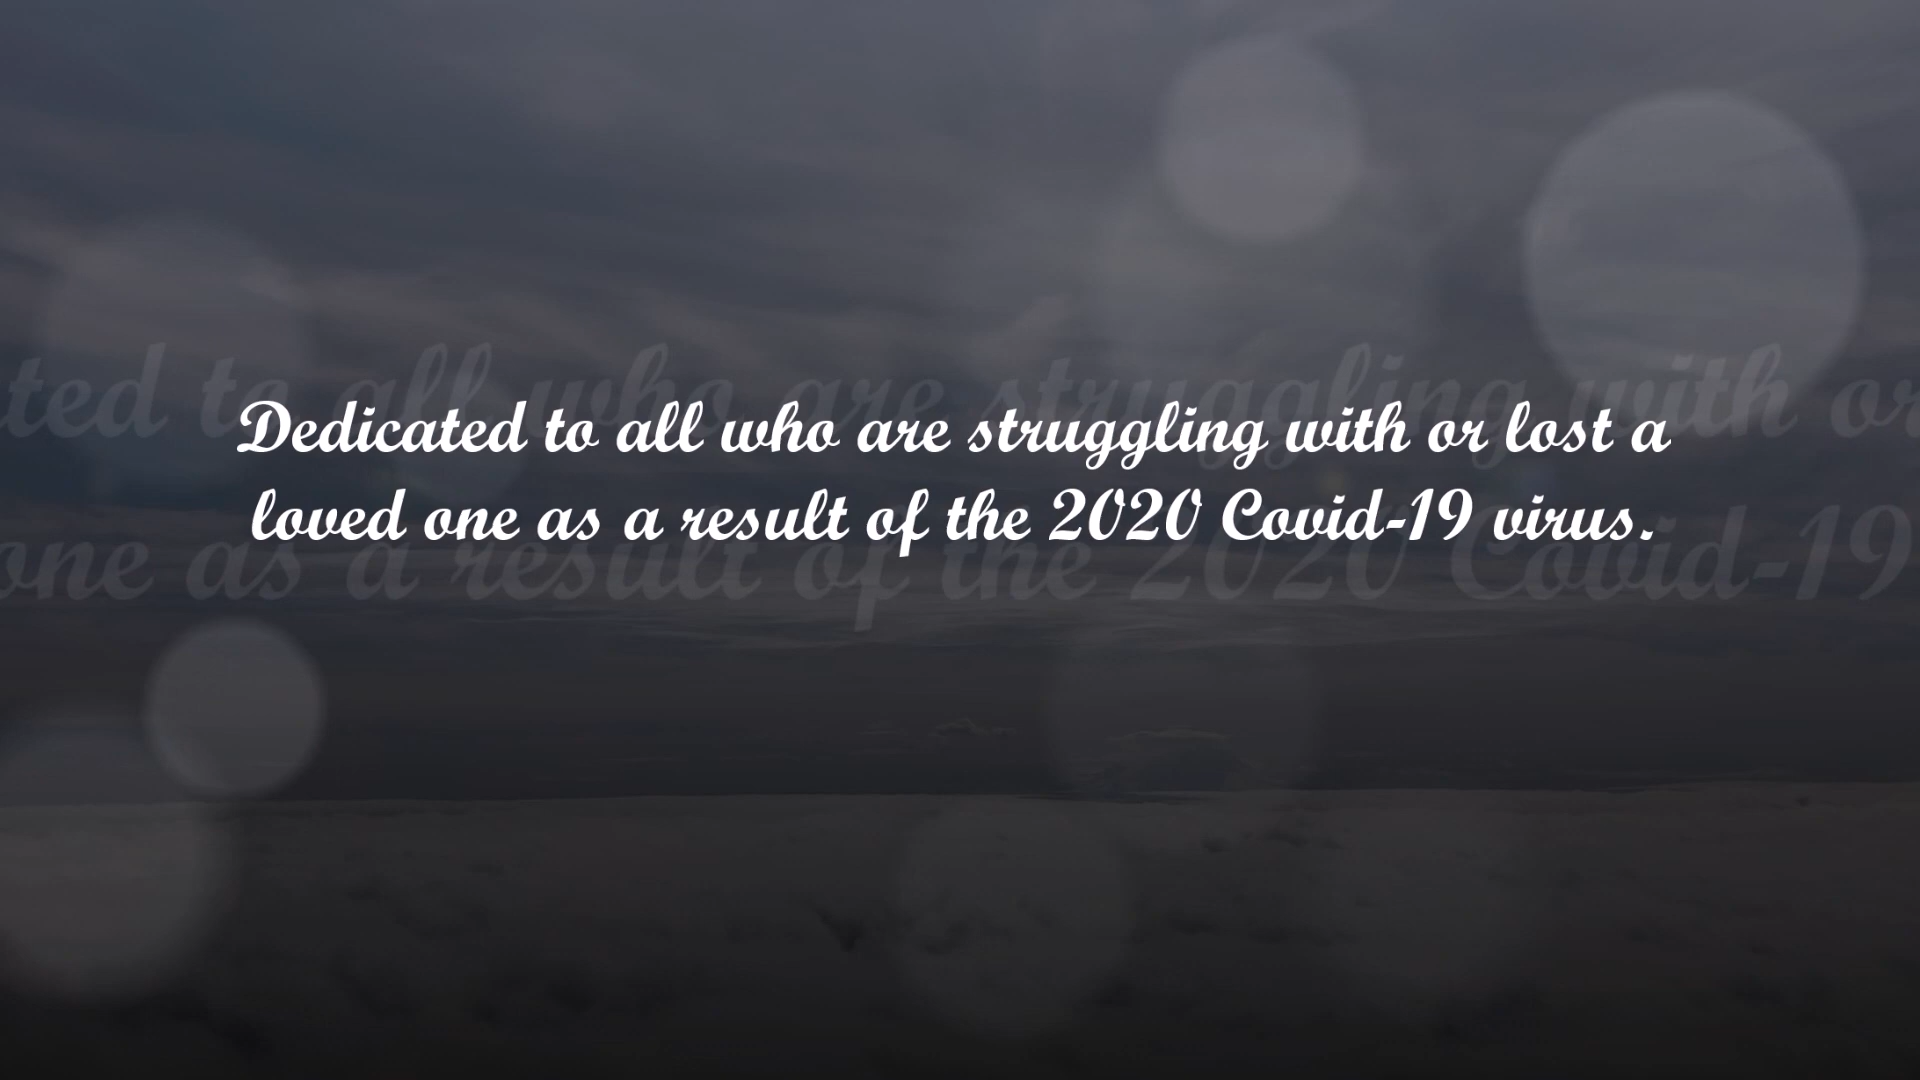 Dedicated to all who are struggling with or lost a
loved one as a result of the 2020 Covid-19 virus.